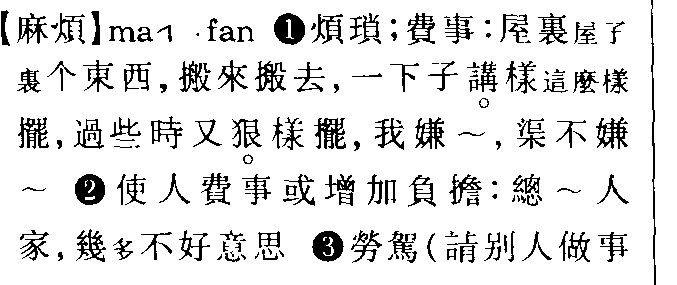 【麻煩】ma˧˥ ·fan ❶煩瑣；費事：屋裏屋子
裏个東西，搬來搬去，一下子講樣這麼樣
擺，過些時又狠樣擺，我嫌～，渠不嫌
～ ❷使人費事或增加負擔：總～人
家，幾多不好意思 ❸勞駕（請别人做事